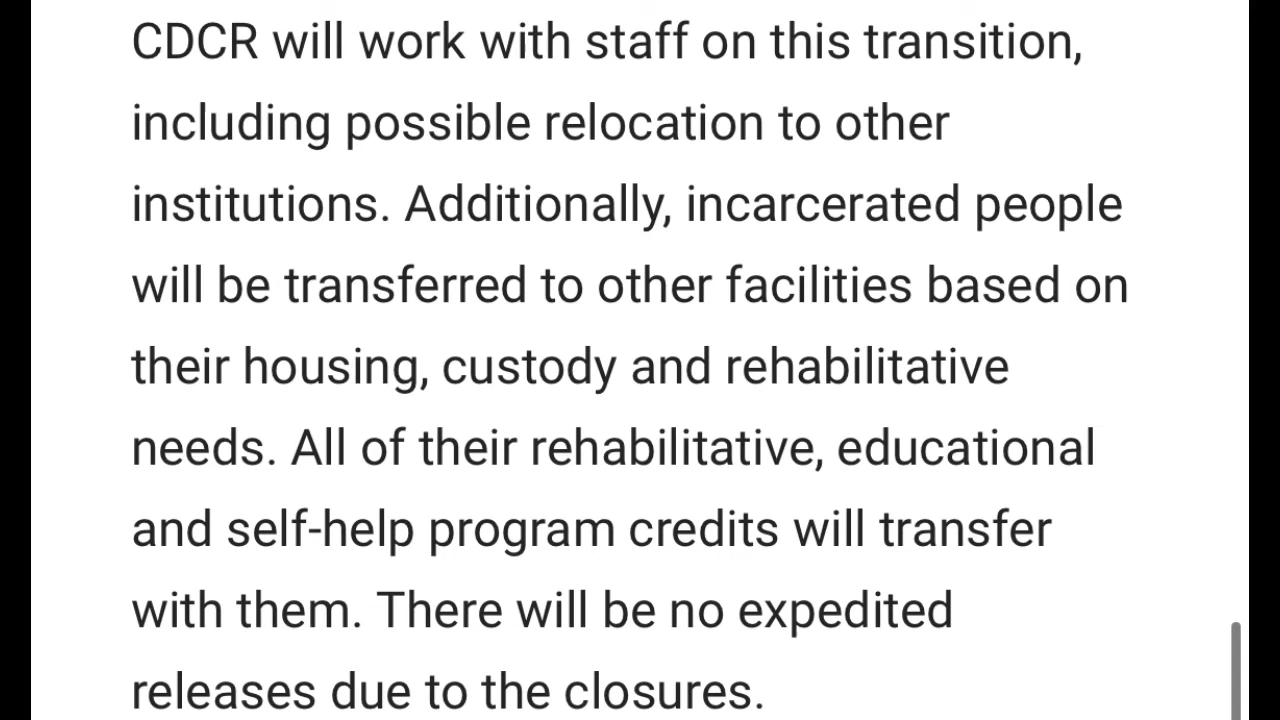 CDCR will work with staff on this transition,
including possible relocation to other
institutions. Additionally, incarcerated people
will be transferred to other facilities based on
their housing, custody and rehabilitative
needs. All of their rehabilitative, educational
and self-help program credits will transfer
with them. There will be no expedited
releases due to the closures.